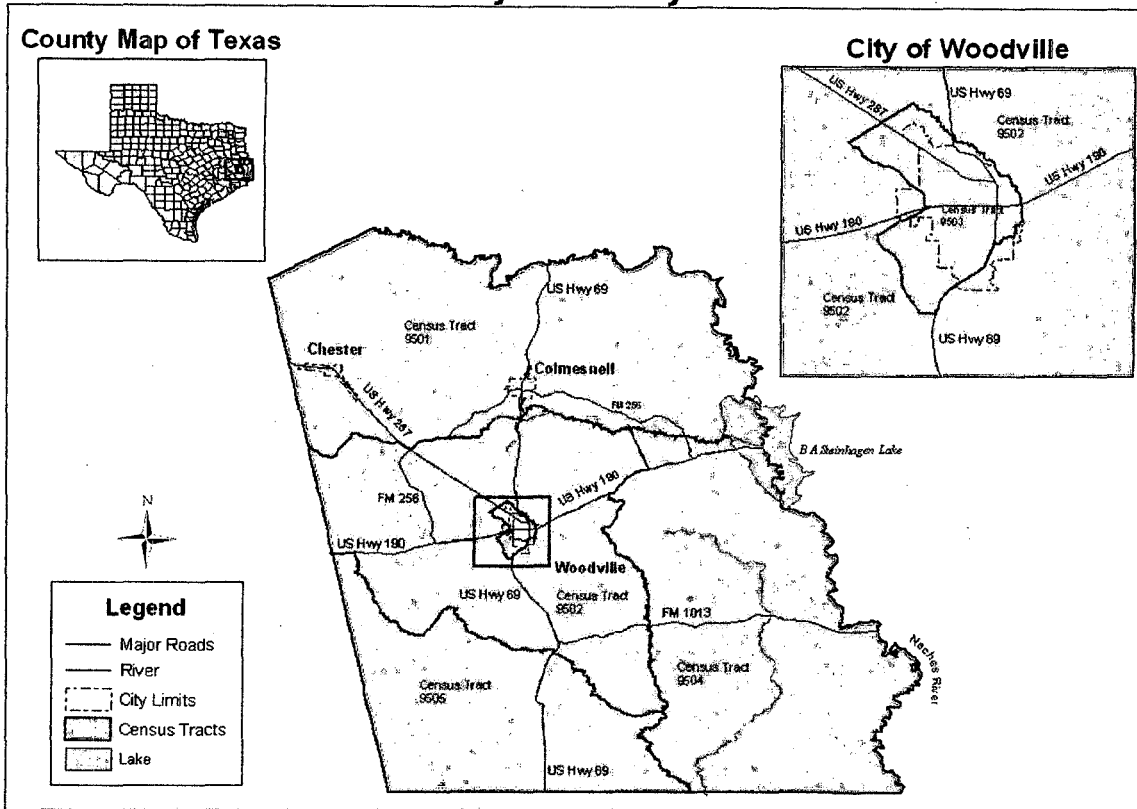 County Map of Texas
City of Woodville
US Hwy 287
US Hwy 69
Census Tract
9502
US Hwy 190
Census Tract
9503
US Hwy 190
Census Tract
9502
US Hwy 69
US Hwy 69
Census Tract
9501
Chester
Colmesnell
US Hwy 287
FM 256
B A Steinhagen Lake
FM 256
US Hwy 190
N
US Hwy 190
Woodville
US Hwy 69
Census Tract
9502
FM 1013
Neches River
Census Tract
9505
Census Tract
9504
US Hwy 69
Legend
Major Roads
River
City Limits
Census Tracts
Lake